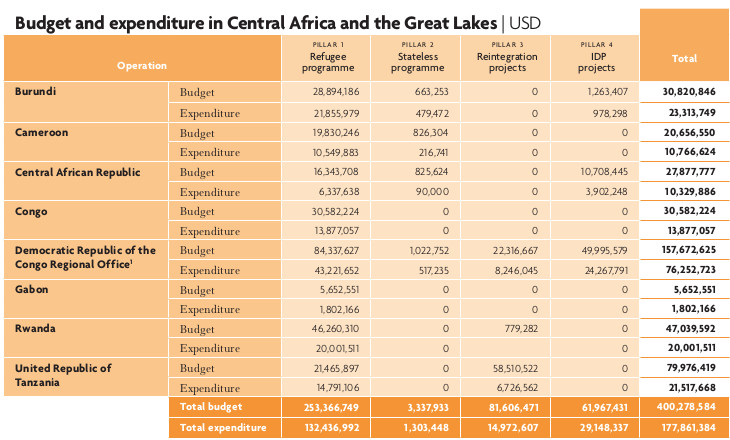 Budget and expenditure in Central Africa and the Great Lakes | USD
Operation PILLAR 1 Refugee programme PILLAR 2 Stateless programme PILLAR 3 Reintegration projects PILLAR 4 IDP projects Total
Burundi Budget 28,894,186 663,253 0 1,263,407 30,820,846
Expenditure 21,855,979 479,472 0 978,298 23,313,749
Cameroon Budget 19,830,246 826,304 0 0 20,656,550
Expenditure 10,549,883 216,741 0 0 10,766,624
Central African Republic Budget 16,343,708 825,624 0 10,708,445 27,877,777
Expenditure 6,337,638 90,000 0 3,902,248 10,329,886
Congo Budget 30,582,224 0 0 0 30,582,224
Expenditure 13,877,057 0 0 0 13,877,057
Democratic Republic of the Congo Regional Office¹ Budget 84,337,627 1,022,752 22,316,667 49,995,579 157,672,625
Expenditure 43,221,652 517,235 8,246,045 24,267,791 76,252,723
Gabon Budget 5,652,551 0 0 0 5,652,551
Expenditure 1,802,166 0 0 0 1,802,166
Rwanda Budget 46,260,310 0 779,282 0 47,039,592
Expenditure 20,001,511 0 0 0 20,001,511
United Republic of Tanzania Budget 21,465,897 0 58,510,522 0 79,976,419
Expenditure 14,791,106 0 6,726,562 0 21,517,668
Total budget 253,366,749 3,337,933 81,606,471 61,967,431 400,278,584
Total expenditure 132,436,992 1,303,448 14,972,607 29,148,337 177,861,384